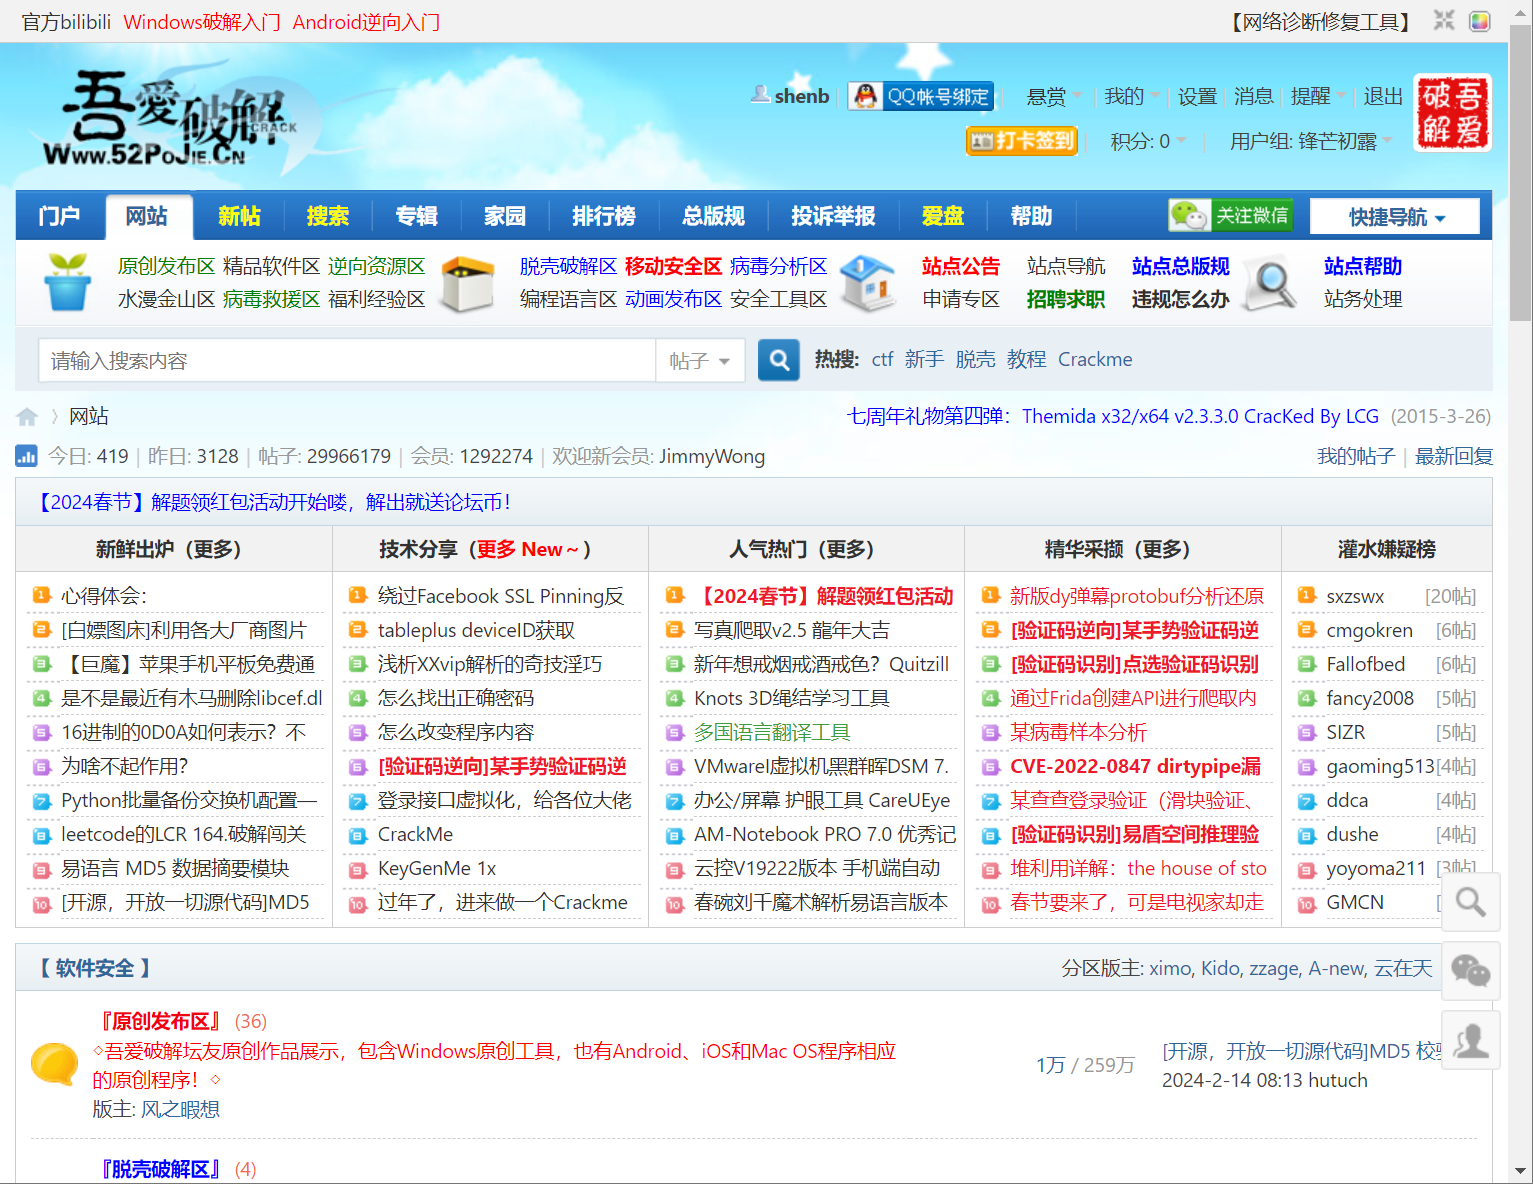 官方bilibili Windows破解入门 Android逆向入门 【网络诊断修复工具】
吾爱破解 CRACK
Www.52PoJie.Cn
shenb QQ帐号绑定 悬赏 我的 设置 消息 提醒 退出
打卡签到 积分: 0 用户组: 锋芒初露
吾爱破解
门户 网站 新帖 搜索 专辑 家园 排行榜 总版规 投诉举报 爱盘 帮助 关注微信 快捷导航
原创发布区 精品软件区 逆向资源区 脱壳破解区 移动安全区 病毒分析区 站点公告 站点导航 站点总版规 站点帮助
水漫金山区 病毒救援区 福利经验区 编程语言区 动画发布区 安全工具区 申请专区 招聘求职 违规怎么办 站务处理
请输入搜索内容 帖子 热搜: ctf 新手 脱壳 教程 Crackme
网站 七周年礼物第四弹：Themida x32/x64 v2.3.3.0 CracKed By LCG (2015-3-26)
今日: 419 | 昨日: 3128 | 帖子: 29966179 | 会员: 1292274 | 欢迎新会员: JimmyWong 我的帖子 | 最新回复
【2024春节】解题领红包活动开始喽，解出就送论坛币！
新鲜出炉（更多） 技术分享（更多 New ~ ） 人气热门（更多） 精华采撷（更多） 灌水嫌疑榜
1 心得体会： 1 绕过Facebook SSL Pinning反 1 【2024春节】解题领红包活动 1 新版dy弹幕protobuf分析还原 1 sxzswx [20帖]
2 [白嫖图床]利用各大厂商图片 2 tableplus deviceID获取 2 写真爬取v2.5 龍年大吉 2 [验证码逆向]某手势验证码逆 2 cmgokren [6帖]
3 【巨魔】苹果手机平板免费通 3 浅析XXvip解析的奇技淫巧 3 新年想戒烟戒酒戒色？Quitzill 3 [验证码识别]点选验证码识别 3 Fallofbed [6帖]
4 是不是最近有木马删除libcef.dl 4 怎么找出正确密码 4 Knots 3D绳结学习工具 4 通过Frida创建API进行爬取内 4 fancy2008 [5帖]
5 16进制的0D0A如何表示？不 5 怎么改变程序内容 5 多国语言翻译工具 5 某病毒样本分析 5 SIZR [5帖]
6 为啥不起作用？ 6 [验证码逆向]某手势验证码逆 6 VMwareI虚拟机黑群晖DSM 7. 6 CVE-2022-0847 dirtypipe漏 6 gaoming513 [4帖]
7 Python批量备份交换机配置— 7 登录接口虚拟化，给各位大佬 7 办公/屏幕 护眼工具 CareUEye 7 某查查登录验证（滑块验证、 7 ddca [4帖]
8 leetcode的LCR 164.破解闯关 8 CrackMe 8 AM-Notebook PRO 7.0 优秀记 8 [验证码识别]易盾空间推理验 8 dushe [4帖]
9 易语言 MD5 数据摘要模块 9 KeyGenMe 1x 9 云控V19222版本 手机端自动 9 堆利用详解：the house of sto 9 yoyoma211 [3帖]
10 [开源，开放一切源代码]MD5 10 过年了，进来做一个Crackme 10 春碗刘千魔术解析易语言版本 10 春节要来了，可是电视家却走 10 GMCN [
【 软件安全 】 分区版主: ximo, Kido, zzage, A-new, 云在天
『原创发布区』 (36)
◇吾爱破解坛友原创作品展示，包含Windows原创工具，也有Android、iOS和Mac OS程序相应
的原创程序！◇
版主: 风之暇想
1万 / 259万
[开源，开放一切源代码]MD5 校
2024-2-14 08:13 hutuch
『脱壳破解区』 (4)